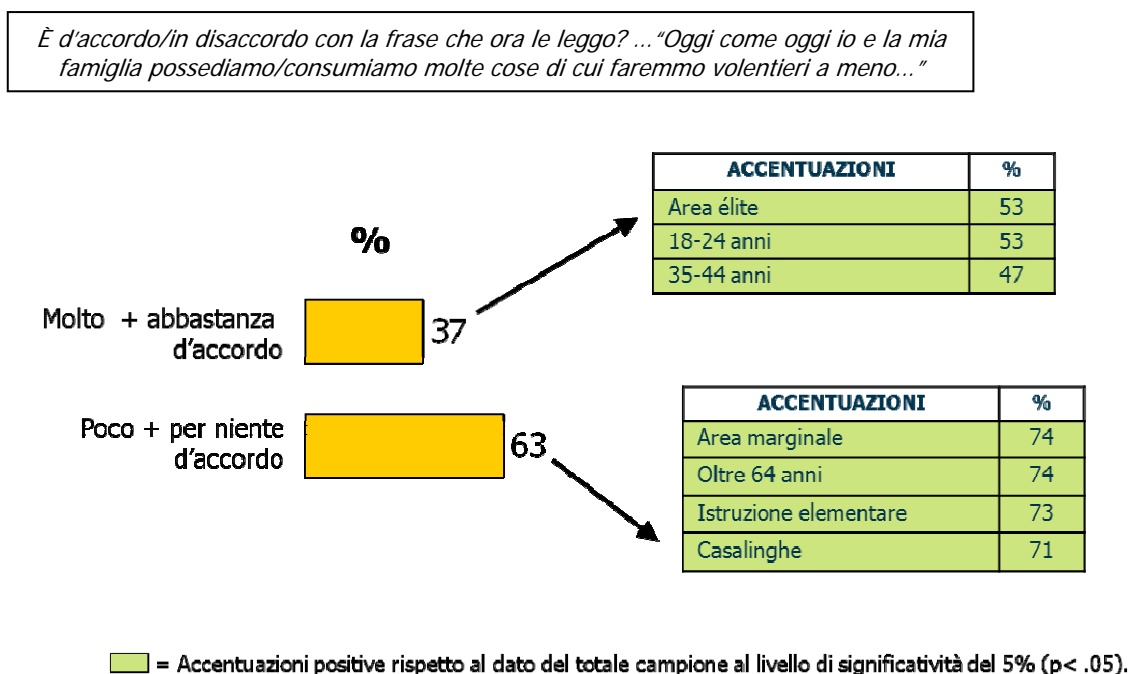 È d'accordo/in disaccordo con la frase che ora le leggo? ..."Oggi come oggi io e la mia
famiglia possediamo/consumiamo molte cose di cui faremmo volentieri a meno..."
ACCENTUAZIONI %
Area élite 53
18-24 anni 53
35-44 anni 47
%
Molto + abbastanza
d'accordo
37
Poco + per niente
d'accordo
63
ACCENTUAZIONI %
Area marginale 74
Oltre 64 anni 74
Istruzione elementare 73
Casalinghe 71
= Accentuazioni positive rispetto al dato del totale campione al livello di significatività del 5% (p< .05).